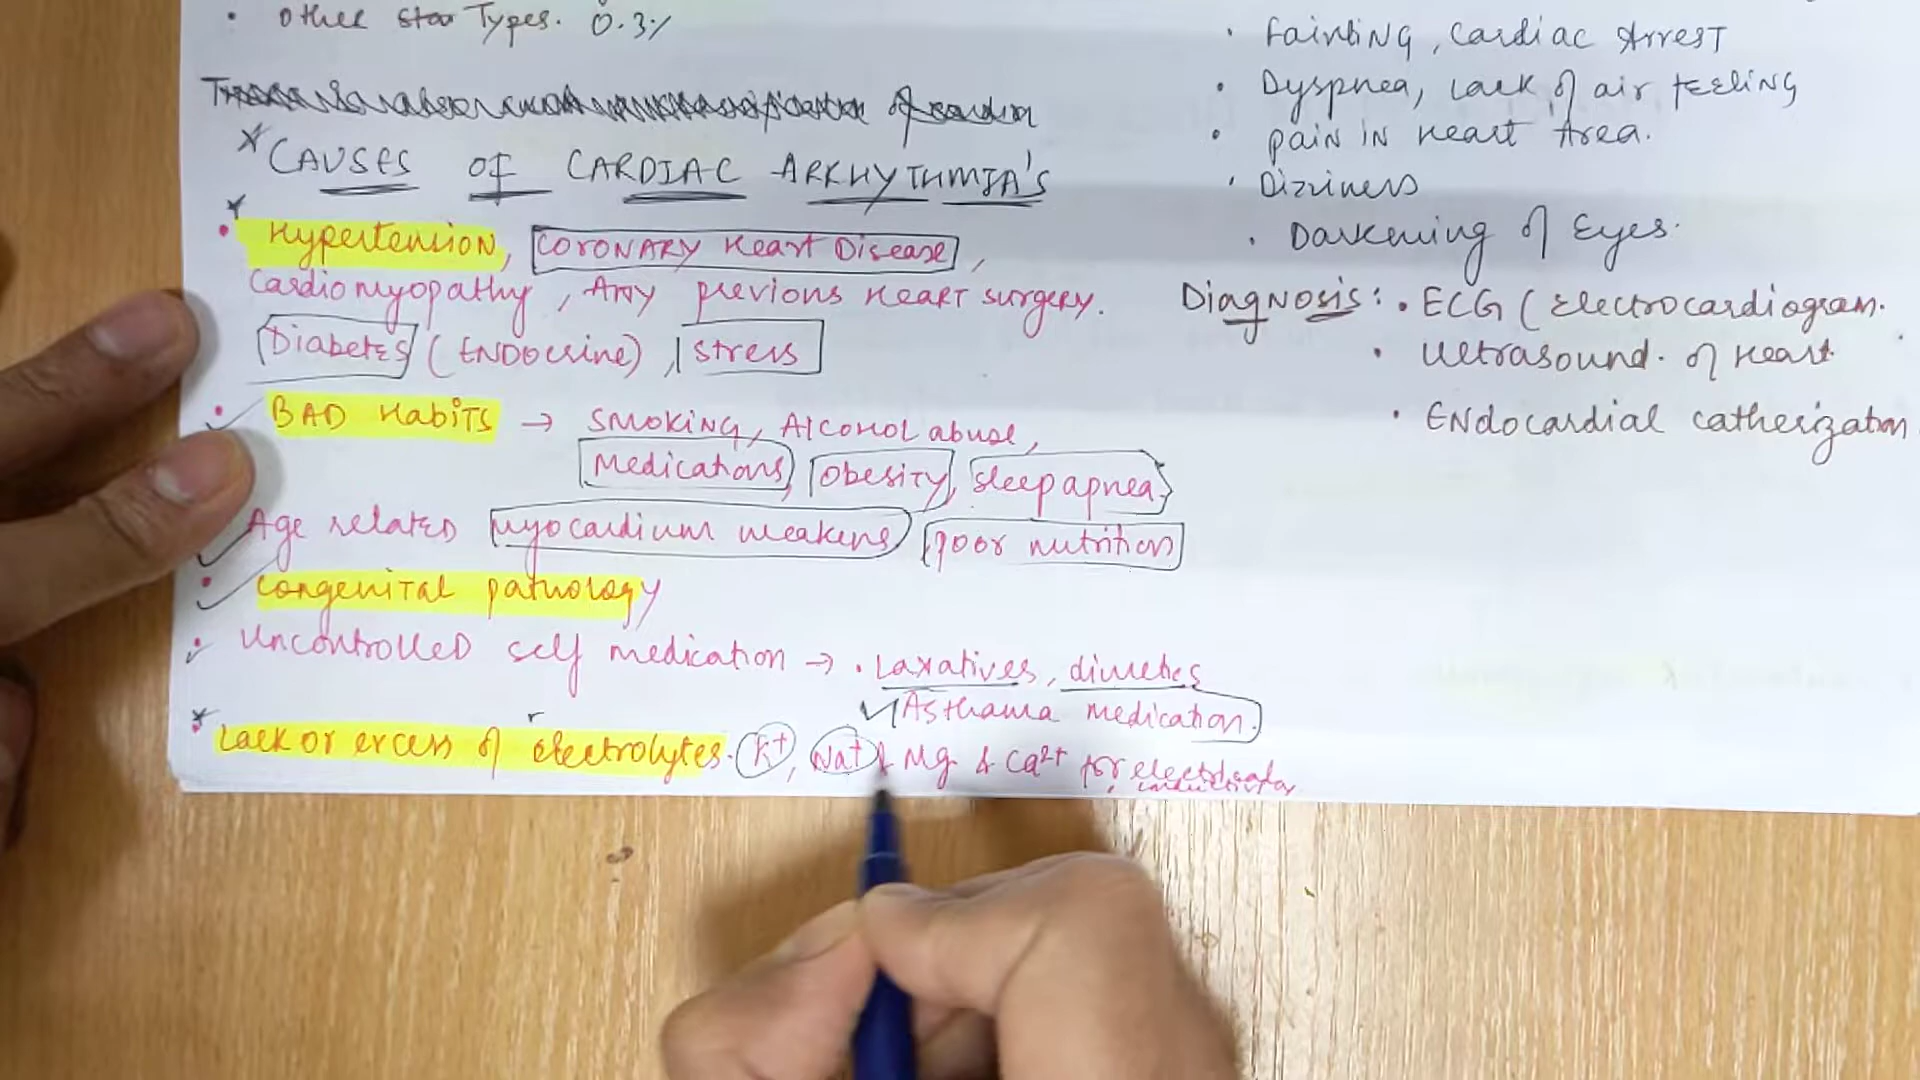 • Other star Types. 0.3%
of cardiac
* CAUSES OF CARDIAC ARRHYTHMIA'S
• Hypertension, CORONARY Heart Disease,
Cardiomyopathy, Any previous Heart surgery.
Diabetes (ENDOcrine), stress
• BAD Habits → SMOKING, Alcohol abuse,
Medications, Obesity, sleep apnea,
Age related myocardium weakens, poor nutrition
• Congenital pathology
• Uncontrolled self medication → • Laxatives, diuretics
Asthama medication.
• Lack or excess of electrolytes. K+, Na+ & Mg & Ca2+ for
• Fainting, cardiac Arrest
• Dyspnea, lack of air feeling
• pain in Heart Area.
• Dizziness
• Darkening of Eyes.
Diagnosis: • ECG (Electrocardiogram.
• Ultrasound. of Heart
• ENdocardial catherization